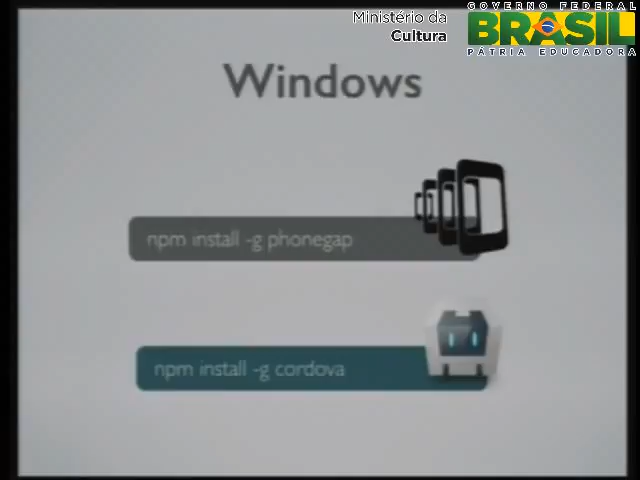 Ministério da
Cultura
GOVERNO FEDERAL
BRASIL
PÁTRIA EDUCADORA
Windows
npm install -g phonegap
npm install -g cordova